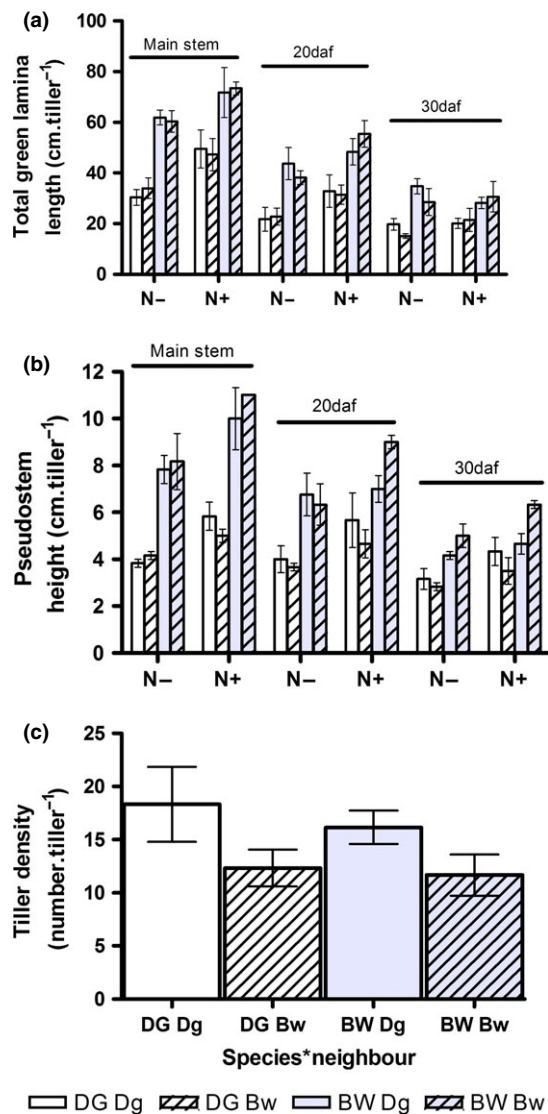 (a)
Main stem
20daf
30daf
Total green lamina
length (cm.tiller⁻¹)
100
80
60
40
20
0
N− N+ N− N+ N− N+
(b)
Main stem
20daf
30daf
Pseudostem
height (cm.tiller⁻¹)
12
10
8
6
4
2
0
N− N+ N− N+ N− N+
(c)
Tiller density
(number.tiller⁻¹)
25
20
15
10
5
0
DG Dg DG Bw BW Dg BW Bw
Species*neighbour
DG Dg DG Bw BW Dg BW Bw